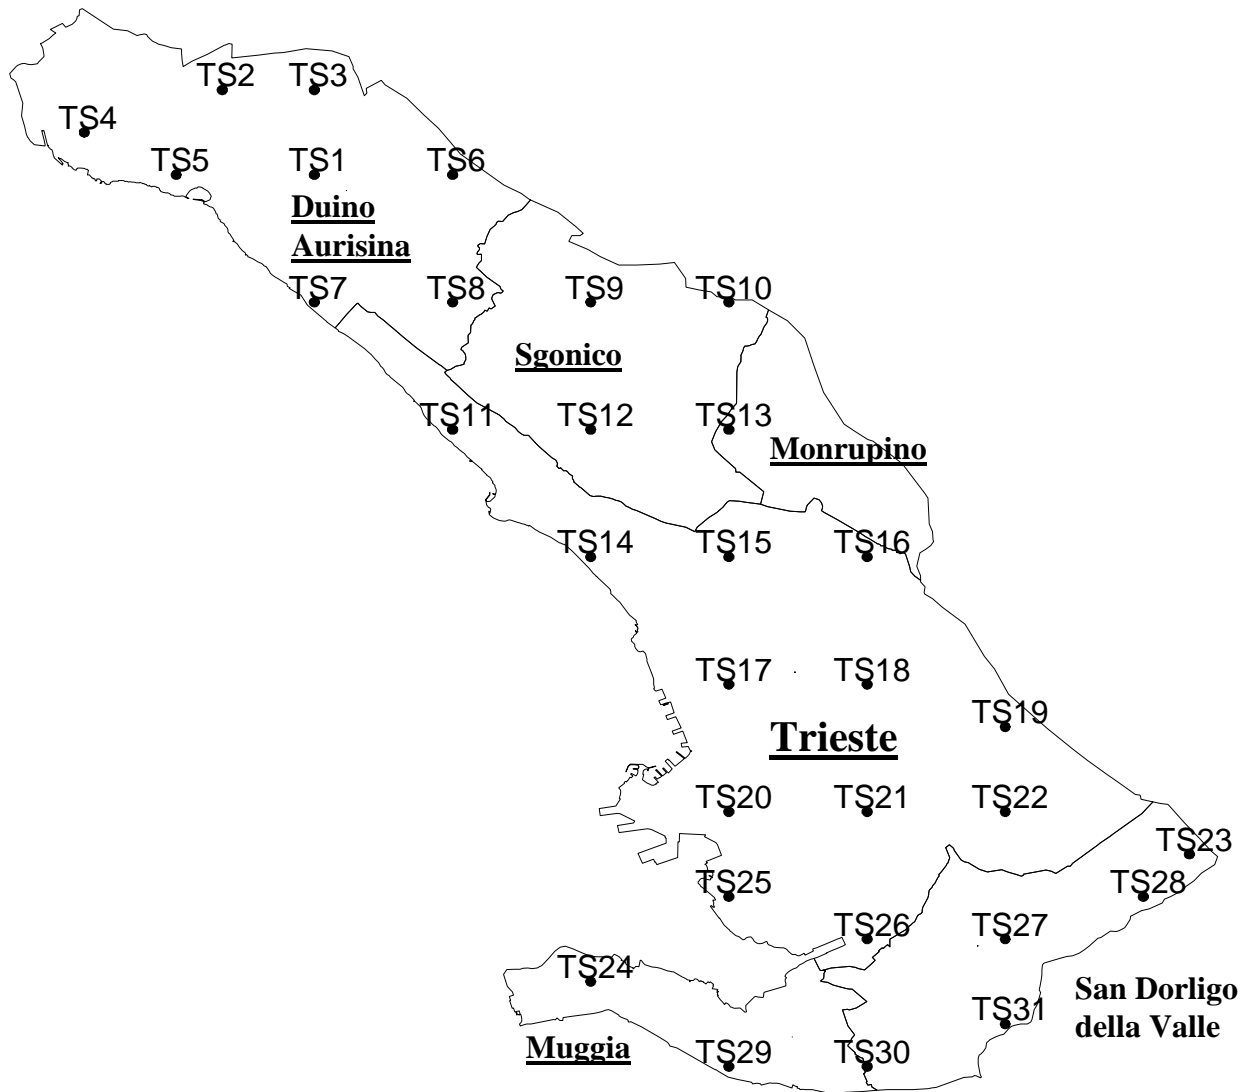 TS2
TS3
TS4
TS5
TS1
TS6
Duino
Aurisina
TS7
TS8
TS9
TS10
Sgonico
TS11
TS12
TS13
Monrupino
TS14
TS15
TS16
TS17
TS18
TS19
Trieste
TS20
TS21
TS22
TS23
TS25
TS28
TS26
TS27
TS24
San Dorligo
della Valle
TS31
Muggia
TS29
TS30